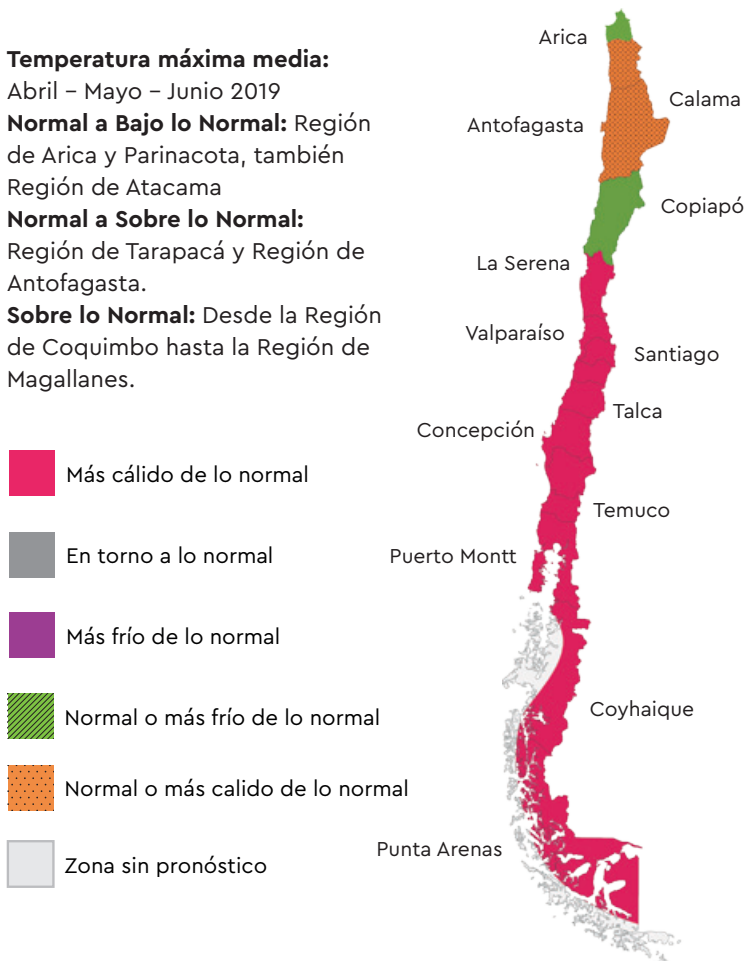 Temperatura máxima media:
Abril – Mayo – Junio 2019
Normal a Bajo lo Normal: Región
de Arica y Parinacota, también
Región de Atacama
Normal a Sobre lo Normal:
Región de Tarapacá y Región de
Antofagasta.
Sobre lo Normal: Desde la Región
de Coquimbo hasta la Región de
Magallanes.
Más cálido de lo normal
En torno a lo normal
Más frío de lo normal
Normal o más frío de lo normal
Normal o más calido de lo normal
Zona sin pronóstico
Arica
Calama
Antofagasta
Copiapó
La Serena
Valparaíso
Santiago
Talca
Concepción
Temuco
Puerto Montt
Coyhaique
Punta Arenas